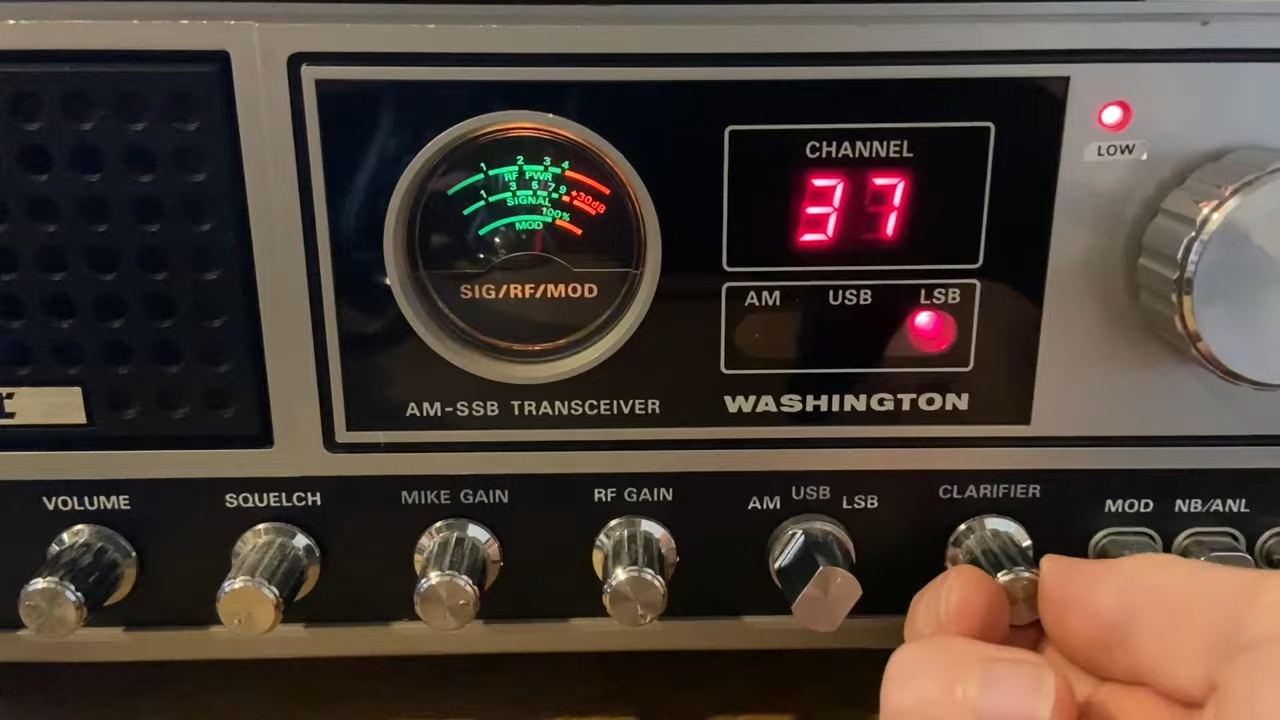 1 2 3 4
RF PWR
1 3 5 7 9 +30dB
SIGNAL
100%
MOD
SIG/RF/MOD
AM-SSB TRANSCEIVER
CHANNEL
37
AM USB LSB
WASHINGTON
LOW
VOLUME SQUELCH MIKE GAIN RF GAIN AM USB LSB CLARIFIER MOD NB/ANL